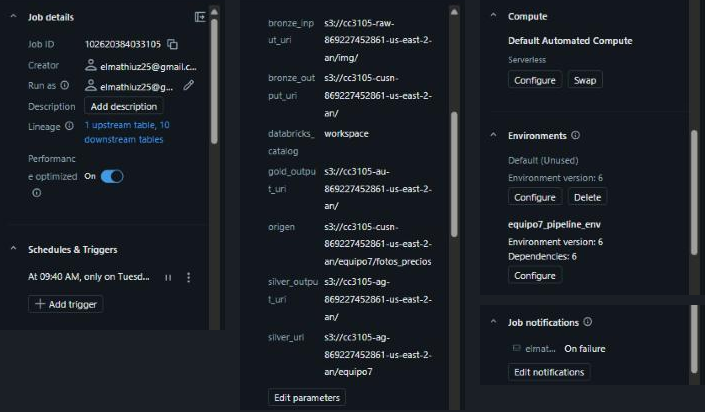 Job details
Job ID 102620384033105
Creator elmathiuz25@gmail.c...
Run as elmathiuz25@g...
Description Add description
Lineage 1 upstream table, 10
downstream tables
Performanc
e optimized On
Schedules & Triggers
At 09:40 AM, only on Tuesd...
+ Add trigger
bronze_inp s3://cc3105-raw-
ut_uri 869227452861-us-east-2-
an/img/
bronze_out s3://cc3105-cusn-
put_uri 869227452861-us-east-2-
an/
databricks_ workspace
catalog
gold_outpu s3://cc3105-au-
t_uri 869227452861-us-east-2-
an/
origen s3://cc3105-cusn-
869227452861-us-east-2-
an/equipo7/fotos_precios
silver_outpu s3://cc3105-ag-
t_uri 869227452861-us-east-2-
an/
silver_uri s3://cc3105-ag-
869227452861-us-east-2-
an/equipo7
Edit parameters
Compute
Default Automated Compute
Serverless
Configure Swap
Environments
Default (Unused)
Environment version: 6
Configure Delete
equipo7_pipeline_env
Environment version: 6
Dependencies: 6
Configure
Job notifications
elmat... On failure
Edit notifications